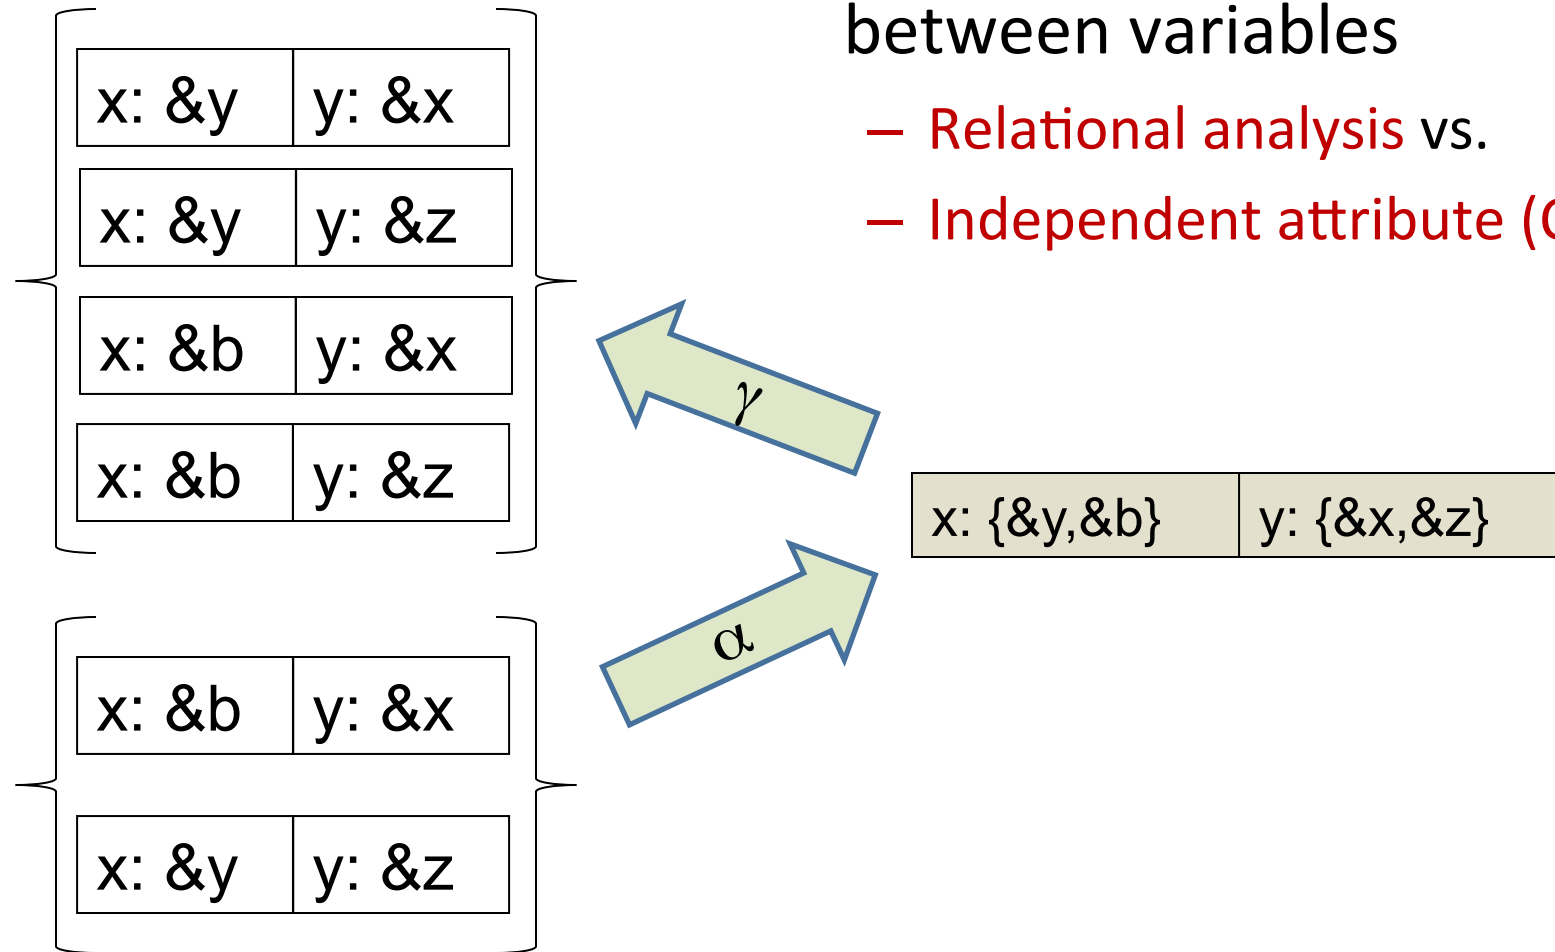 between variables
– Relational analysis vs.
– Independent attribute (
x: &y y: &x
x: &y y: &z
x: &b y: &x
x: &b y: &z
γ
x: {&y,&b} y: {&x,&z}
α
x: &b y: &x
x: &y y: &z